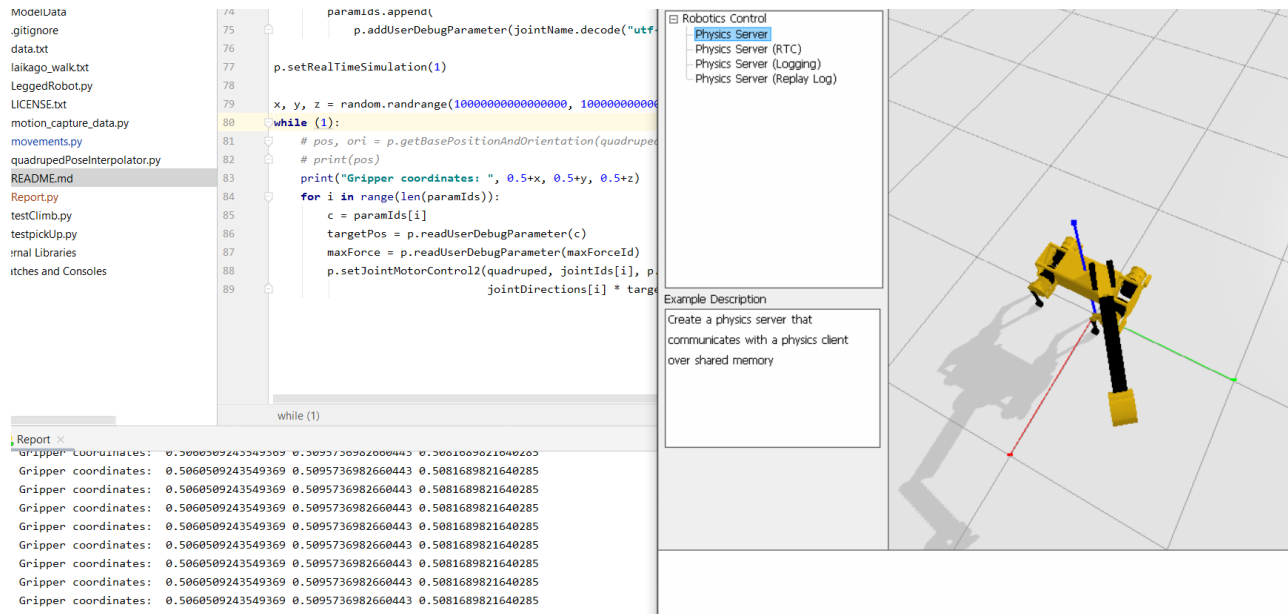 ModelData
.gitignore
data.txt
laikago_walk.txt
LeggedRobot.py
LICENSE.txt
motion_capture_data.py
movements.py
quadrupedPoseInterpolator.py
README.md
Report.py
testClimb.py
testpickUp.py
ernal Libraries
atches and Consoles
74 paramIds.append(
75 p.addUserDebugParameter(jointName.decode("utf-
76
77 p.setRealTimeSimulation(1)
78
79 x, y, z = random.randrange(10000000000000000, 100000000000
80 while (1):
81 # pos, ori = p.getBasePositionAndOrientation(quadruped
82 # print(pos)
83 print("Gripper coordinates: ", 0.5+x, 0.5+y, 0.5+z)
84 for i in range(len(paramIds)):
85 c = paramIds[i]
86 targetPos = p.readUserDebugParameter(c)
87 maxForce = p.readUserDebugParameter(maxForceId)
88 p.setJointMotorControl2(quadruped, jointIds[i], p.
89 jointDirections[i] * targe
while (1)
Report
Gripper coordinates: 0.5060509243549369 0.5095736982660443 0.5081689821640285
Gripper coordinates: 0.5060509243549369 0.5095736982660443 0.5081689821640285
Gripper coordinates: 0.5060509243549369 0.5095736982660443 0.5081689821640285
Gripper coordinates: 0.5060509243549369 0.5095736982660443 0.5081689821640285
Gripper coordinates: 0.5060509243549369 0.5095736982660443 0.5081689821640285
Gripper coordinates: 0.5060509243549369 0.5095736982660443 0.5081689821640285
Gripper coordinates: 0.5060509243549369 0.5095736982660443 0.5081689821640285
Gripper coordinates: 0.5060509243549369 0.5095736982660443 0.5081689821640285
Gripper coordinates: 0.5060509243549369 0.5095736982660443 0.5081689821640285
Robotics Control
Physics Server
Physics Server (RTC)
Physics Server (Logging)
Physics Server (Replay Log)
Example Description
Create a physics server that
communicates with a physics client
over shared memory